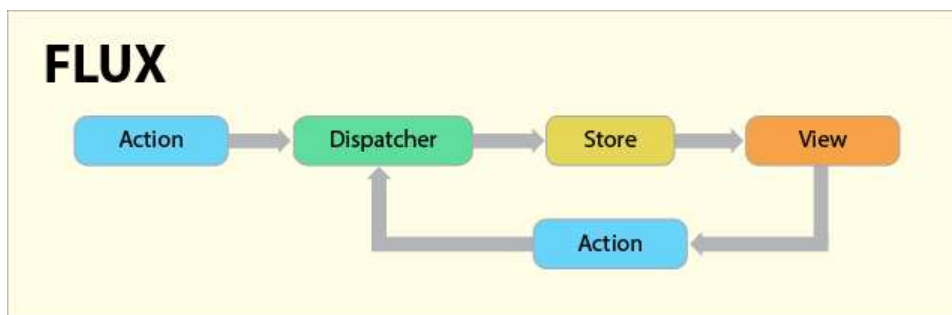 FLUX
Action
Dispatcher
Store
View
Action